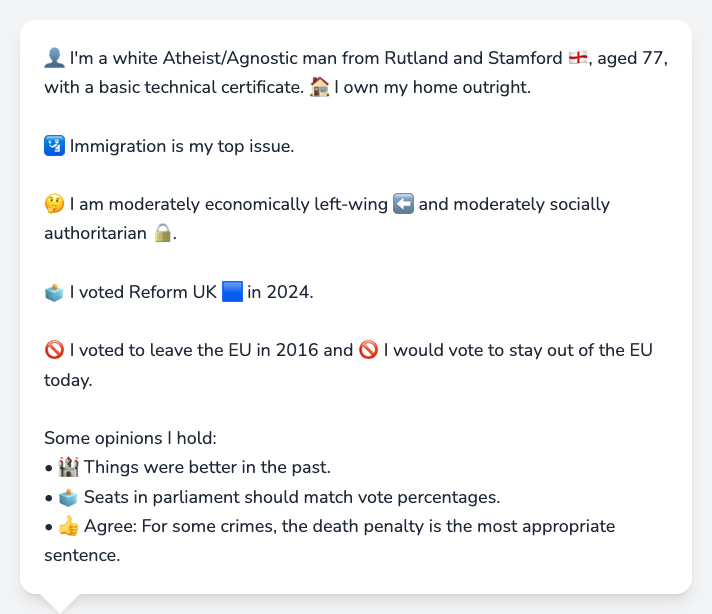 👤 I'm a white Atheist/Agnostic man from Rutland and Stamford 🏴󠁧󠁢󠁥󠁮󠁧󠁿, aged 77,
with a basic technical certificate. 🏠 I own my home outright.
🛂 Immigration is my top issue.
🤔 I am moderately economically left-wing ⬅️ and moderately socially
authoritarian 🔒.
🗳️ I voted Reform UK 🟦 in 2024.
🚫 I voted to leave the EU in 2016 and 🚫 I would vote to stay out of the EU
today.
Some opinions I hold:
• 🏰 Things were better in the past.
• 🗳️ Seats in parliament should match vote percentages.
• 👍 Agree: For some crimes, the death penalty is the most appropriate
sentence.